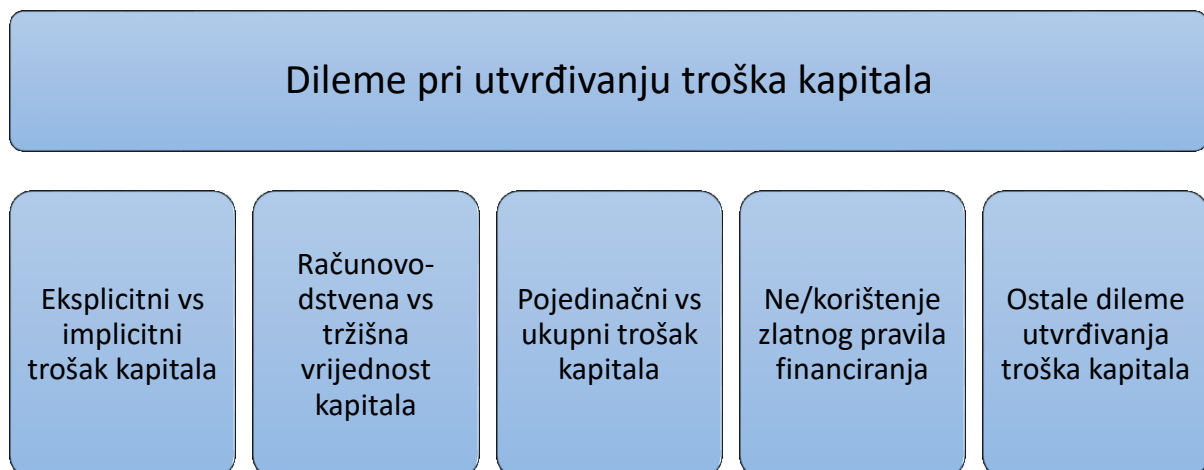 Dileme pri utvrđivanju troška kapitala
Eksplicitni vs
implicitni
trošak kapitala
Računovo-
dstvena vs
tržišna
vrijednost
kapitala
Pojedinačni vs
ukupni trošak
kapitala
Ne/korištenje
zlatnog pravila
financiranja
Ostale dileme
utvrđivanja
troška kapitala